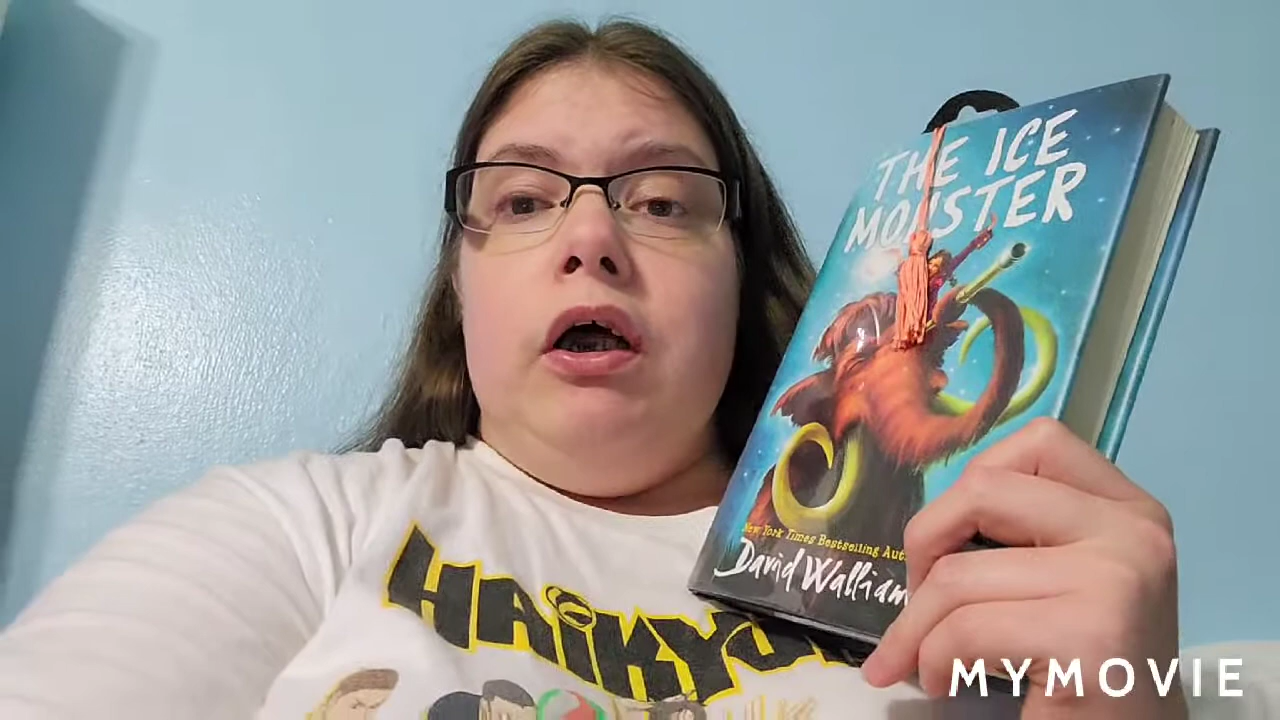 THE ICE
MONSTER
New York Times Bestselling
David Walliam
HAIKYU
MYMOVIE